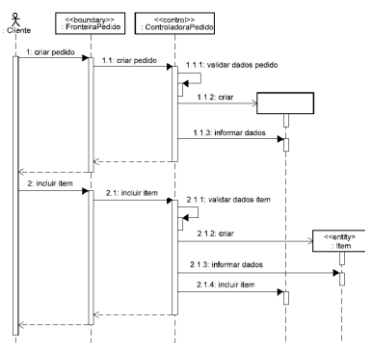 <<boundary>>
: FronteiraPedido
<<control>>
: ControladoraPedido
: Cliente
1: criar pedido
1.1: criar pedido
1 1 1: validar dados pedido
1 1 2: criar
1.1.3: informar dados
2: incluir item
2.1: incluir item
2 1 1: validar dados item
2 1 2: criar
<<entity>
: Item
2 1 3: informar dados
2.1.4: incluir item